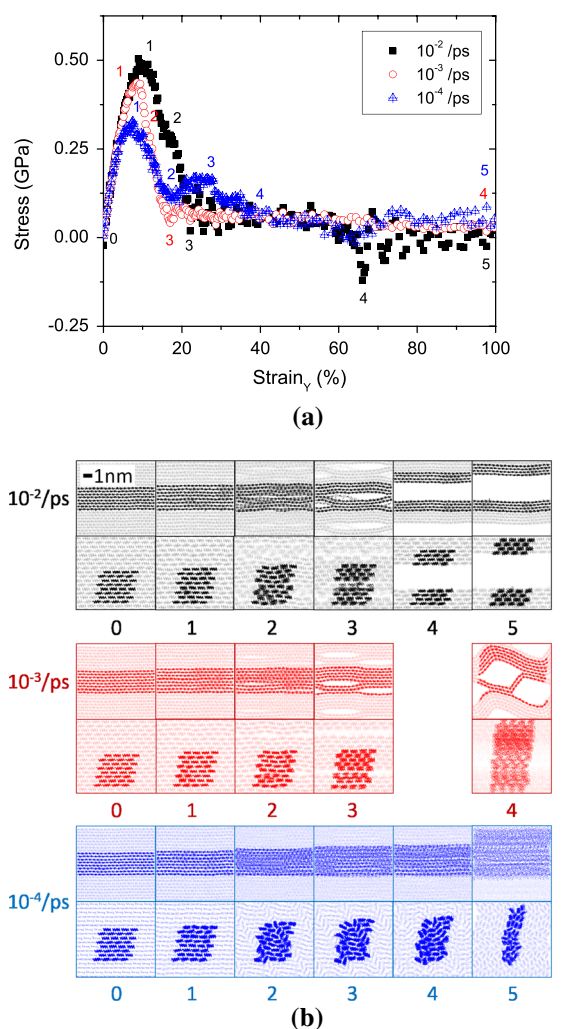 0.50
0.25
0.00
-0.25
Stress (GPa)
0 20 40 60 80 100
Strain_Y (%)
10⁻² /ps
10⁻³ /ps
10⁻⁴ /ps
1
1
1
2
2
2
3
4
5
4
0
3
3
4
5
(a)
1nm
10⁻²/ps
0 1 2 3 4 5
10⁻³/ps
0 1 2 3 4
10⁻⁴/ps
0 1 2 3 4 5
(b)